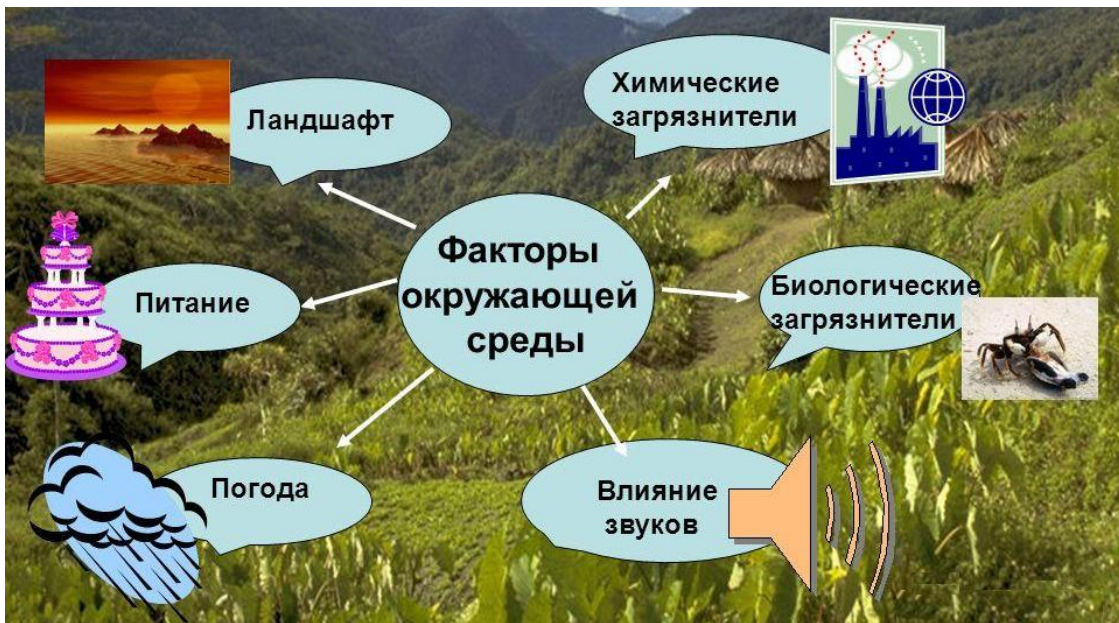 Ландшафт
Химические
загрязнители
Факторы
окружающей
среды
Питание
Биологические
загрязнители
Погода
Влияние
звуков